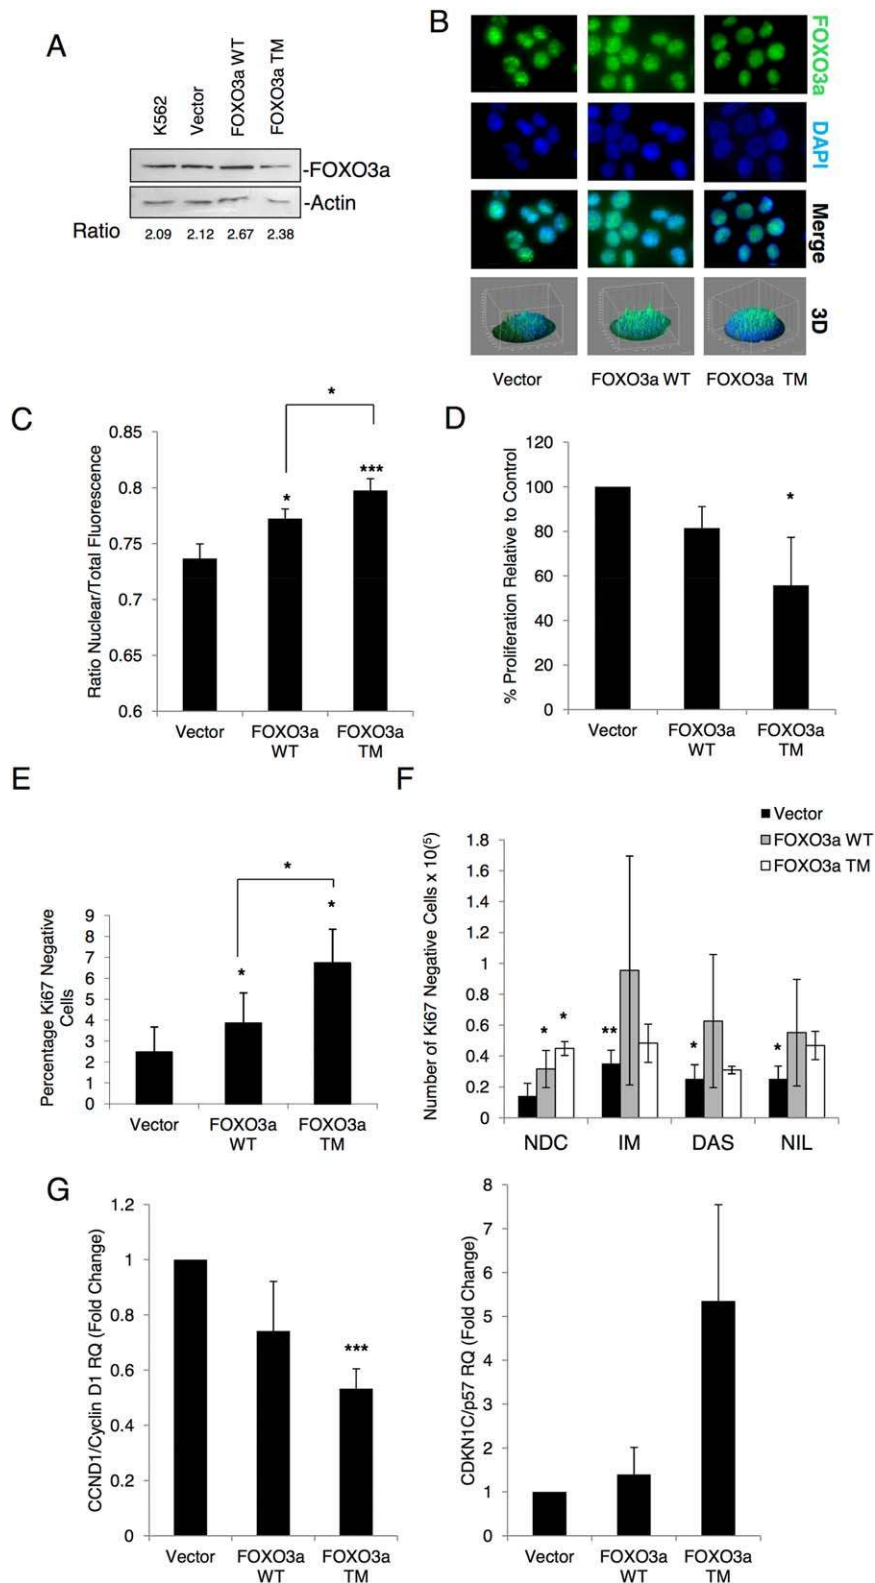 A
K562
Vector
FOXO3a WT
FOXO3a TM
-FOXO3a
-Actin
Ratio 2.09 2.12 2.67 2.38
B
FOXO3a
DAPI
Merge
3D
Vector FOXO3a WT FOXO3a TM
C
Ratio Nuclear/Total Fluorescence
0.85
0.8
0.75
0.7
0.65
0.6
*
*
***
Vector
FOXO3a WT
FOXO3a TM
D
% Proliferation Relative to Control
120
100
80
60
40
20
0
*
Vector
FOXO3a WT
FOXO3a TM
E
Percentage Ki67 Negative
Cells
9
8
7
6
5
4
3
2
1
0
*
*
*
Vector
FOXO3a WT
FOXO3a TM
F
Vector
FOXO3a WT
FOXO3a TM
Number of Ki67 Negative Cells x 10(5)
1.8
1.6
1.4
1.2
1
0.8
0.6
0.4
0.2
0
* * ** * *
NDC IM DAS NIL
G
CCND1/Cyclin D1 RQ (Fold Change)
1.2
1
0.8
0.6
0.4
0.2
0
***
Vector
FOXO3a WT
FOXO3a TM
CDKN1C/p57 RQ (Fold Change)
8
7
6
5
4
3
2
1
0
Vector
FOXO3a WT
FOXO3a TM